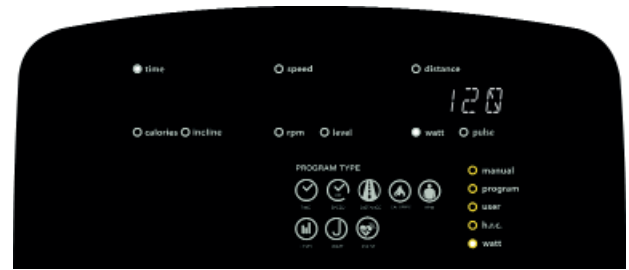 time speed distance
120
calories incline rpm level watt pulse
PROGRAM TYPE
manual
program
user
h.r.c.
watt